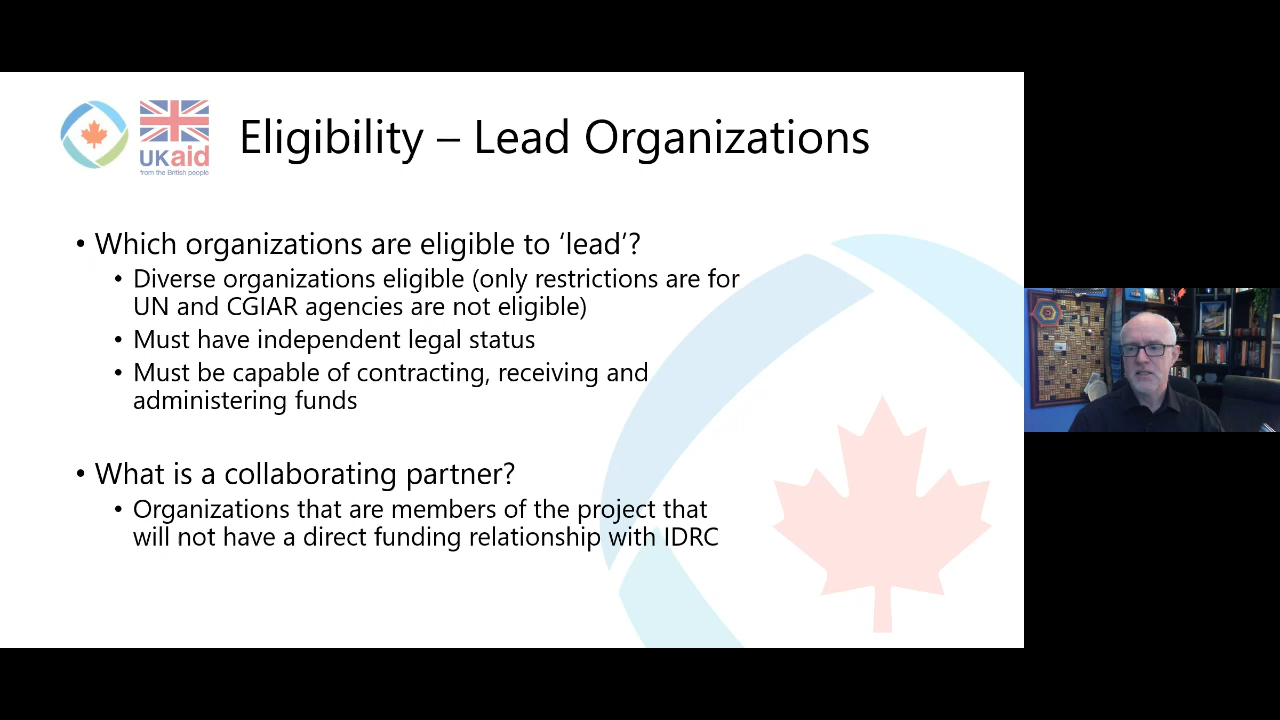 UKaid
from the British people
Eligibility – Lead Organizations
• Which organizations are eligible to ‘lead’?
• Diverse organizations eligible (only restrictions are for
UN and CGIAR agencies are not eligible)
• Must have independent legal status
• Must be capable of contracting, receiving and
administering funds
• What is a collaborating partner?
• Organizations that are members of the project that
will not have a direct funding relationship with IDRC